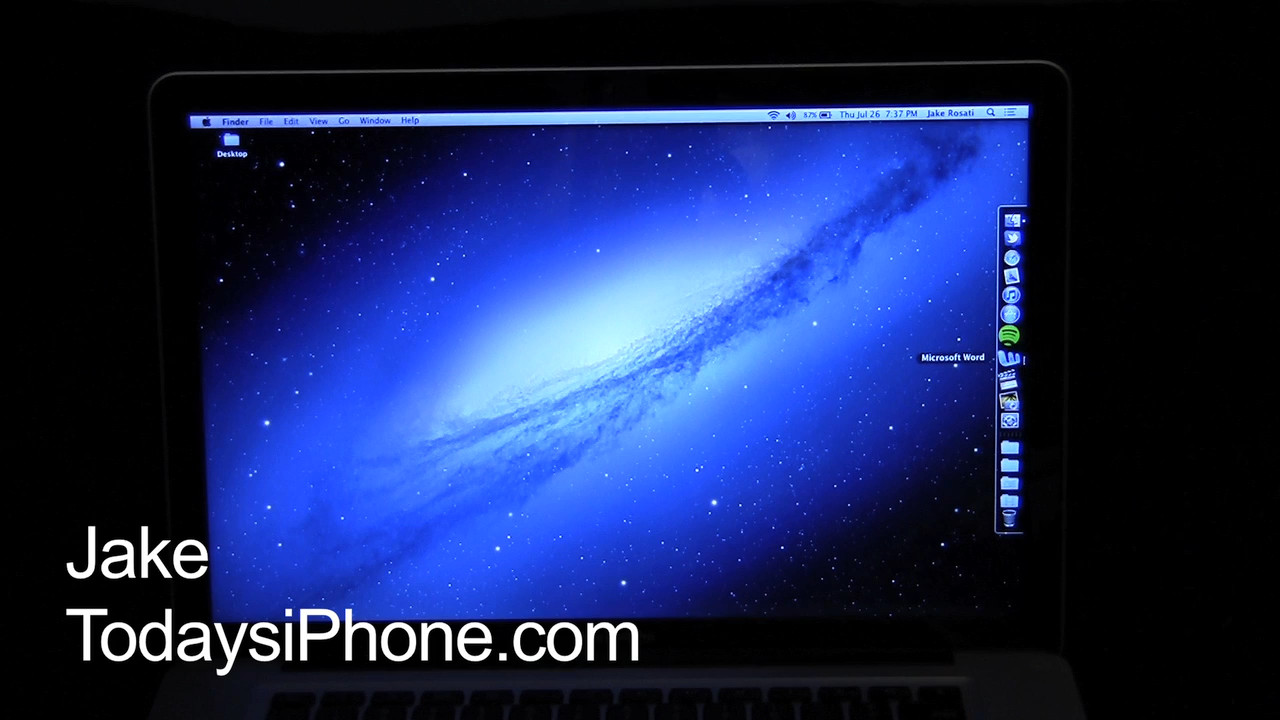 Finder File Edit View Go Window Help 87% Thu Jul 26 7:37 PM Jake Rosati
Desktop
Microsoft Word
Jake
TodaysiPhone.com